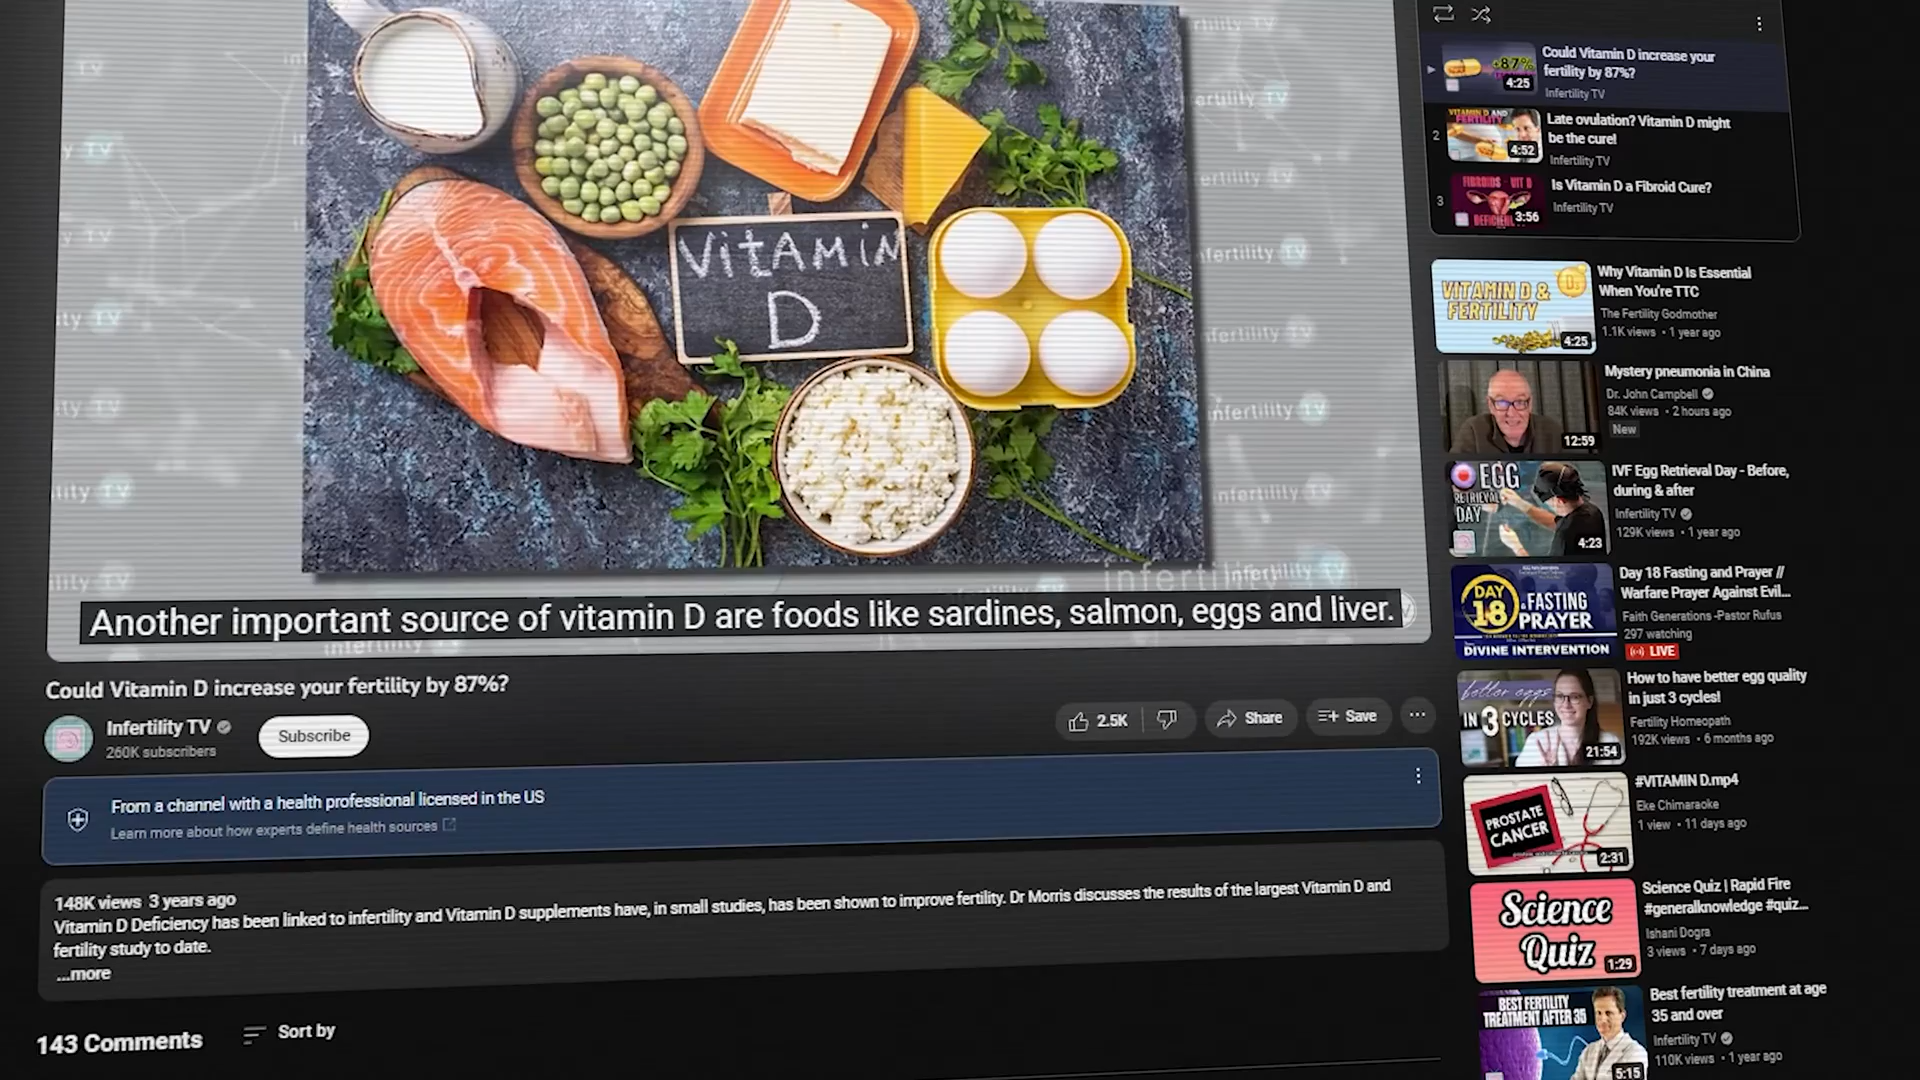 VitAMiN
D
Another important source of vitamin D are foods like sardines, salmon, eggs and liver.
Could Vitamin D increase your fertility by 87%?
Infertility TV
260K subscribers
Subscribe
2.5K
Share
Save
From a channel with a health professional licensed in the US
Learn more about how experts define health sources
148K views 3 years ago
Vitamin D Deficiency has been linked to infertility and Vitamin D supplements have, in small studies, has been shown to improve fertility. Dr Morris discusses the results of the largest Vitamin D and
fertility study to date.
...more
143 Comments
Sort by
+87%
4:25
Could Vitamin D increase your
fertility by 87%?
Infertility TV
2
VITAMIN D AND
FERTILITY
4:52
Late ovulation? Vitamin D might
be the cure!
Infertility TV
3
FIBROIDS - VIT D
3:56
Is Vitamin D a Fibroid Cure?
Infertility TV
VITAMIN D &
FERTILITY
4:25
Why Vitamin D Is Essential
When You're TTC
The Fertility Godmother
1.1K views • 1 year ago
12:59
Mystery pneumonia in China
Dr. John Campbell
84K views • 2 hours ago
New
EGG
RETRIEVAL
DAY
4:23
IVF Egg Retrieval Day - Before,
during & after
Infertility TV
129K views • 1 year ago
DAY
18
FASTING
& PRAYER
DIVINE INTERVENTION
Day 18 Fasting and Prayer //
Warfare Prayer Against Evil...
Faith Generations -Pastor Rufus
297 watching
LIVE
better eggs
IN 3 CYCLES
21:54
How to have better egg quality
in just 3 cycles!
Fertility Homeopath
192K views • 6 months ago
PROSTATE
CANCER
2:31
#VITAMIN D.mp4
Eke Chimaraoke
1 view • 11 days ago
Science
Quiz
1:29
Science Quiz | Rapid Fire
#generalknowledge #quiz...
Ishani Dogra
3 views • 7 days ago
BEST FERTILITY
TREATMENT AFTER 35
5:15
Best fertility treatment at age
35 and over
Infertility TV
110K views • 1 year ago